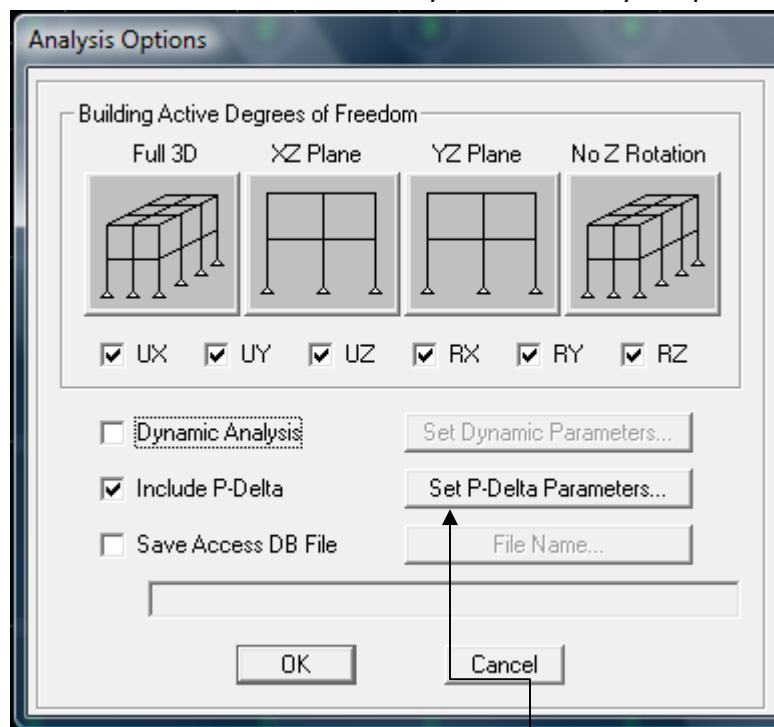 Analysis Options
Building Active Degrees of Freedom
Full 3D XZ Plane YZ Plane No Z Rotation
UX UY UZ RX RY RZ
Dynamic Analysis Set Dynamic Parameters...
Include P-Delta Set P-Delta Parameters...
Save Access DB File File Name...
OK Cancel